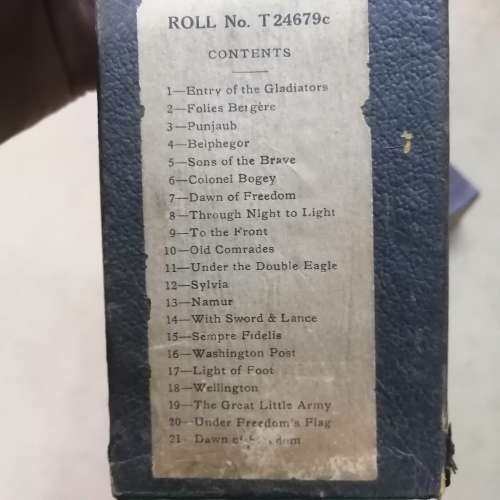 ROLL No. T 24679c
CONTENTS
1—Entry of the Gladiators
2—Folies Bergère
3—Punjaub
4—Belphegor
5—Sons of the Brave
6—Colonel Bogey
7—Dawn of Freedom
8—Through Night to Light
9—To the Front
10—Old Comrades
11—Under the Double Eagle
12—Sylvia
13—Namur
14—With Sword & Lance
15—Sempre Fidelis
16—Washington Post
17—Light of Foot
18—Wellington
19—The Great Little Army
20—Under Freedom's Flag
21 Dawn